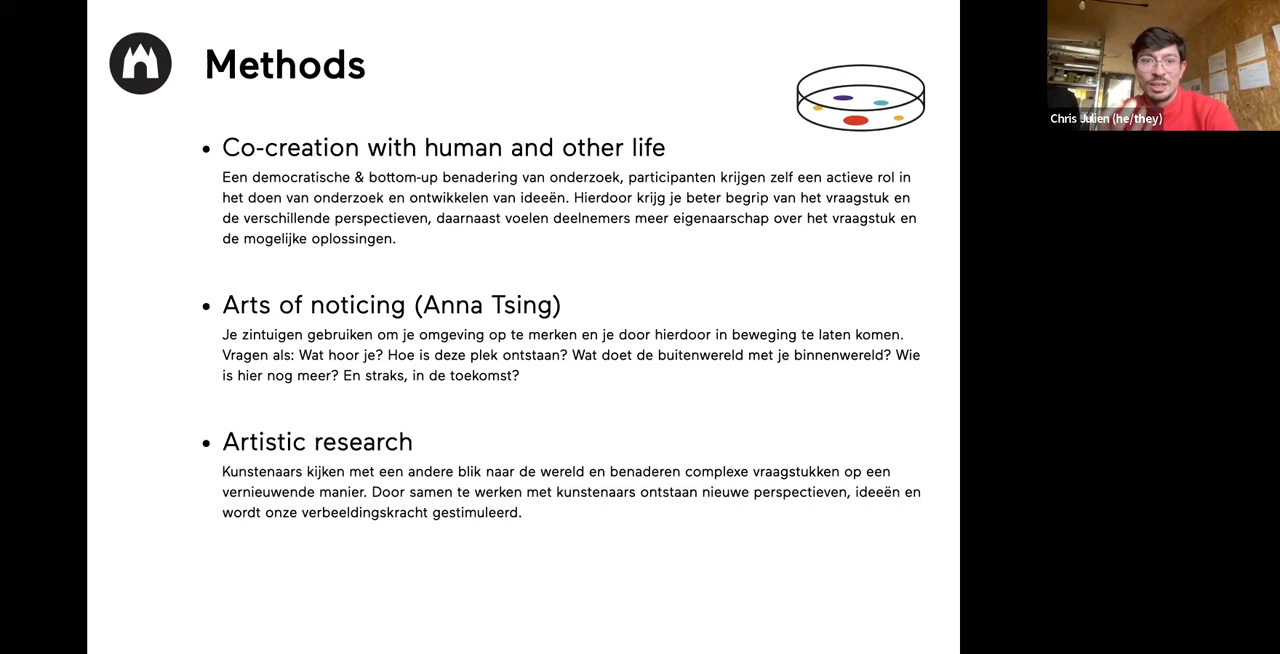 Methods
Chris Julien (he/they)
Co-creation with human and other life
Een democratische & bottom-up benadering van onderzoek, participanten krijgen zelf een actieve rol in
het doen van onderzoek en ontwikkelen van ideeën. Hierdoor krijg je beter begrip van het vraagstuk en
de verschillende perspectieven, daarnaast voelen deelnemers meer eigenaarschap over het vraagstuk en
de mogelijke oplossingen.
Arts of noticing (Anna Tsing)
Je zintuigen gebruiken om je omgeving op te merken en je door hierdoor in beweging te laten komen.
Vragen als: Wat hoor je? Hoe is deze plek ontstaan? Wat doet de buitenwereld met je binnenwereld? Wie
is hier nog meer? En straks, in de toekomst?
Artistic research
Kunstenaars kijken met een andere blik naar de wereld en benaderen complexe vraagstukken op een
vernieuwende manier. Door samen te werken met kunstenaars ontstaan nieuwe perspectieven, ideeën en
wordt onze verbeeldingskracht gestimuleerd.